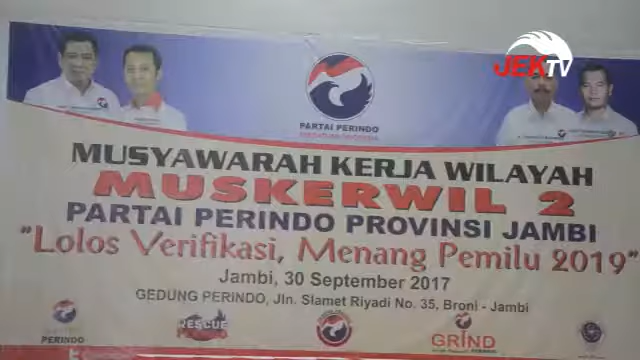 JEKTV
PARTAI PERINDO
MUSYAWARAH KERJA WILAYAH
MUSKERWIL 2
PARTAI PERINDO PROVINSI JAMBI
"Lolos Verifikasi, Menang Pemilu 2019"
Jambi, 30 September 2017
GEDUNG PERINDO, Jln. Slamet Riyadi No. 35, Broni - Jambi
PERINDO
RESCUE
GRIND